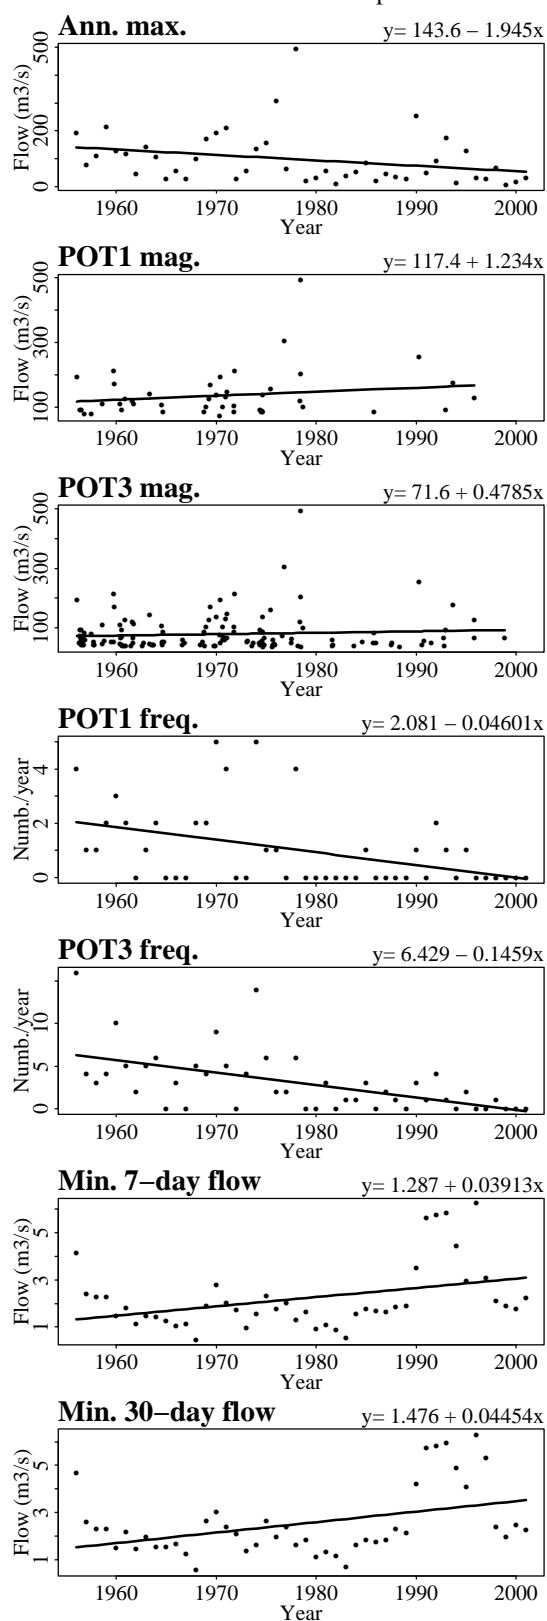 Ann. max. y= 143.6 − 1.945x
Flow (m3/s)
500
200
0
1960 1970 1980 1990 2000
Year
POT1 mag. y= 117.4 + 1.234x
Flow (m3/s)
500
300
100
1960 1970 1980 1990 2000
Year
POT3 mag. y= 71.6 + 0.4785x
Flow (m3/s)
500
300
100
1960 1970 1980 1990 2000
Year
POT1 freq. y= 2.081 − 0.04601x
Numb./year
4
2
0
1960 1970 1980 1990 2000
Year
POT3 freq. y= 6.429 − 0.1459x
Numb./year
10
5
0
1960 1970 1980 1990 2000
Year
Min. 7−day flow y= 1.287 + 0.03913x
Flow (m3/s)
5
3
1
1960 1970 1980 1990 2000
Year
Min. 30−day flow y= 1.476 + 0.04454x
Flow (m3/s)
5
3
1
1960 1970 1980 1990 2000
Year